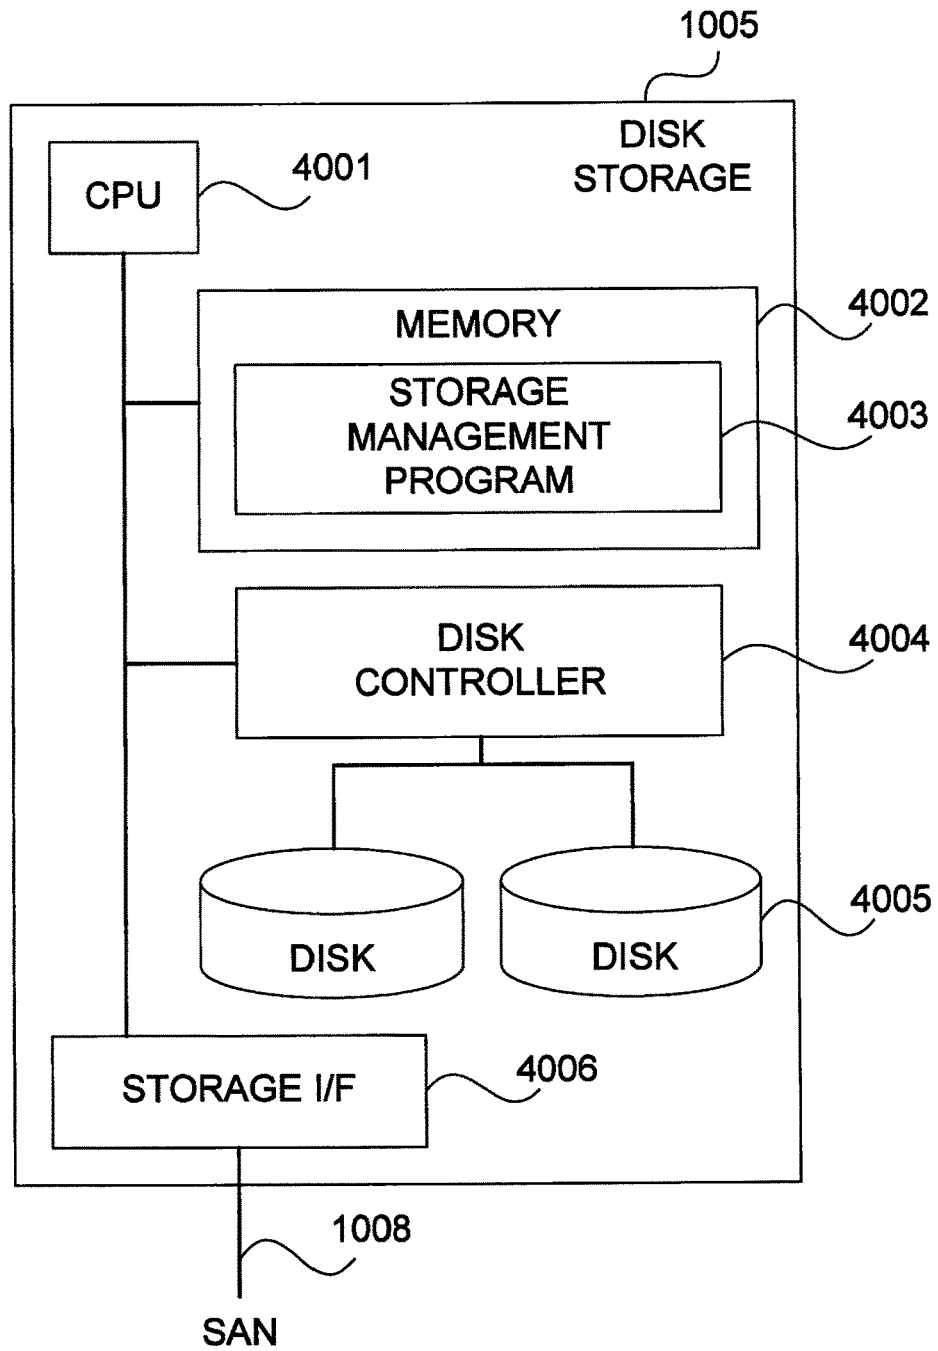 1005
DISK
STORAGE
CPU
4001
MEMORY
4002
STORAGE
MANAGEMENT
PROGRAM
4003
DISK
CONTROLLER
4004
DISK
DISK
4005
STORAGE I/F
4006
1008
SAN